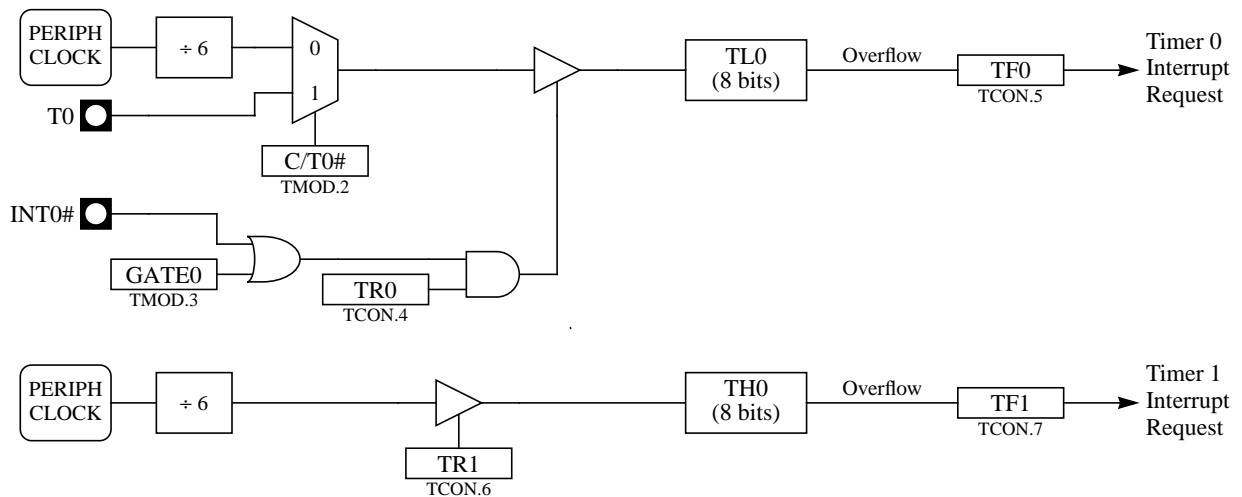 PERIPH
CLOCK
÷ 6
0
1
T0
C/T0#
TMOD.2
TL0
(8 bits)
Overflow
TF0
TCON.5
Timer 0
Interrupt
Request
INT0#
GATE0
TMOD.3
TR0
TCON.4
PERIPH
CLOCK
÷ 6
TR1
TCON.6
TH0
(8 bits)
Overflow
TF1
TCON.7
Timer 1
Interrupt
Request